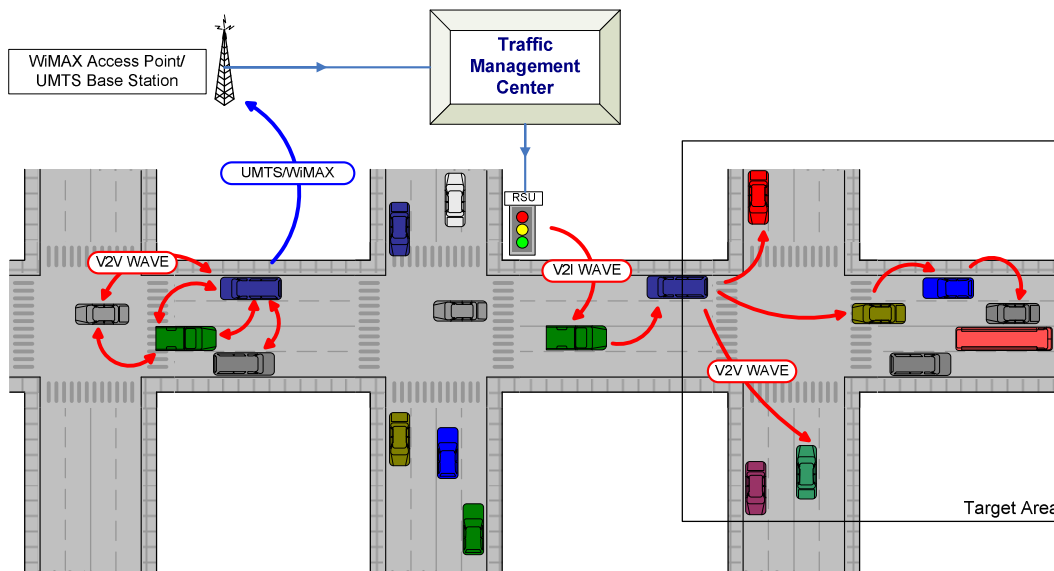 WiMAX Access Point/
UMTS Base Station
Traffic
Management
Center
UMTS/WiMAX
RSU
V2V WAVE
V2I WAVE
V2V WAVE
Target Area